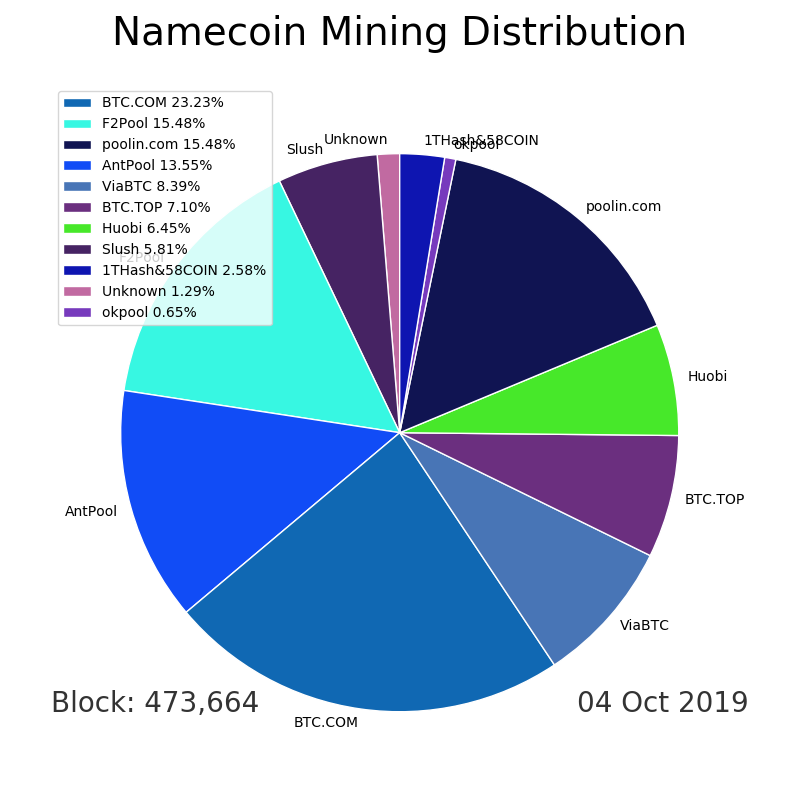 Namecoin Mining Distribution
BTC.COM 23.23%
F2Pool 15.48%
poolin.com 15.48%
AntPool 13.55%
ViaBTC 8.39%
BTC.TOP 7.10%
Huobi 6.45%
Slush 5.81%
1THash&58COIN 2.58%
Unknown 1.29%
okpool 0.65%
Slush
Unknown
1THash&58COIN
okpool
poolin.com
F2Pool
Huobi
BTC.TOP
AntPool
ViaBTC
BTC.COM
Block: 473,664
04 Oct 2019